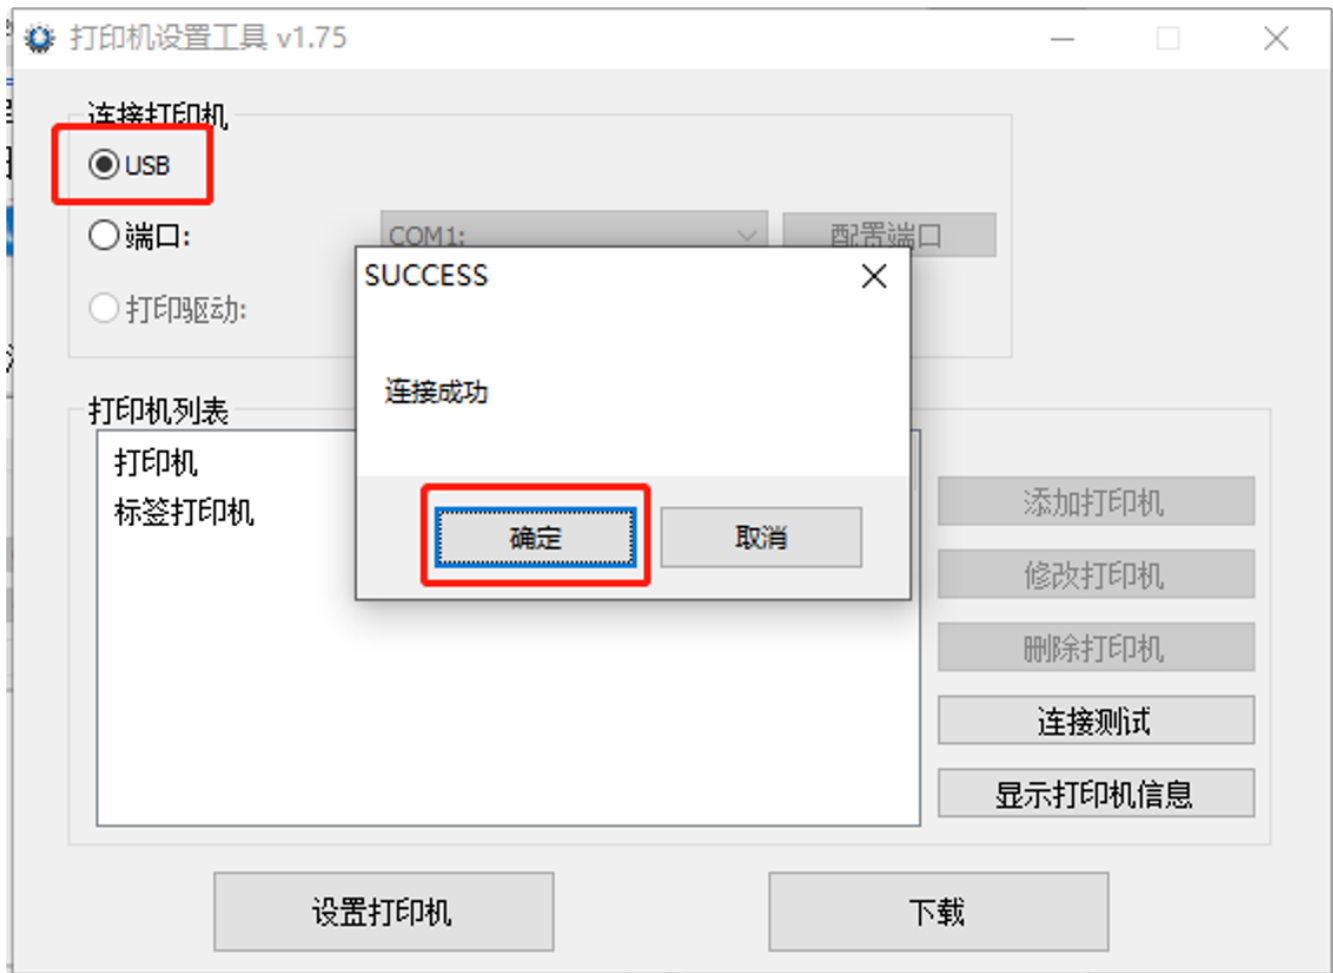 打印机设置工具 v1.75
连接打印机
USB
端口:
COM1:
配置端口
打印驱动:
SUCCESS
连接成功
确定
取消
打印机列表
打印机
标签打印机
添加打印机
修改打印机
删除打印机
连接测试
显示打印机信息
设置打印机
下载